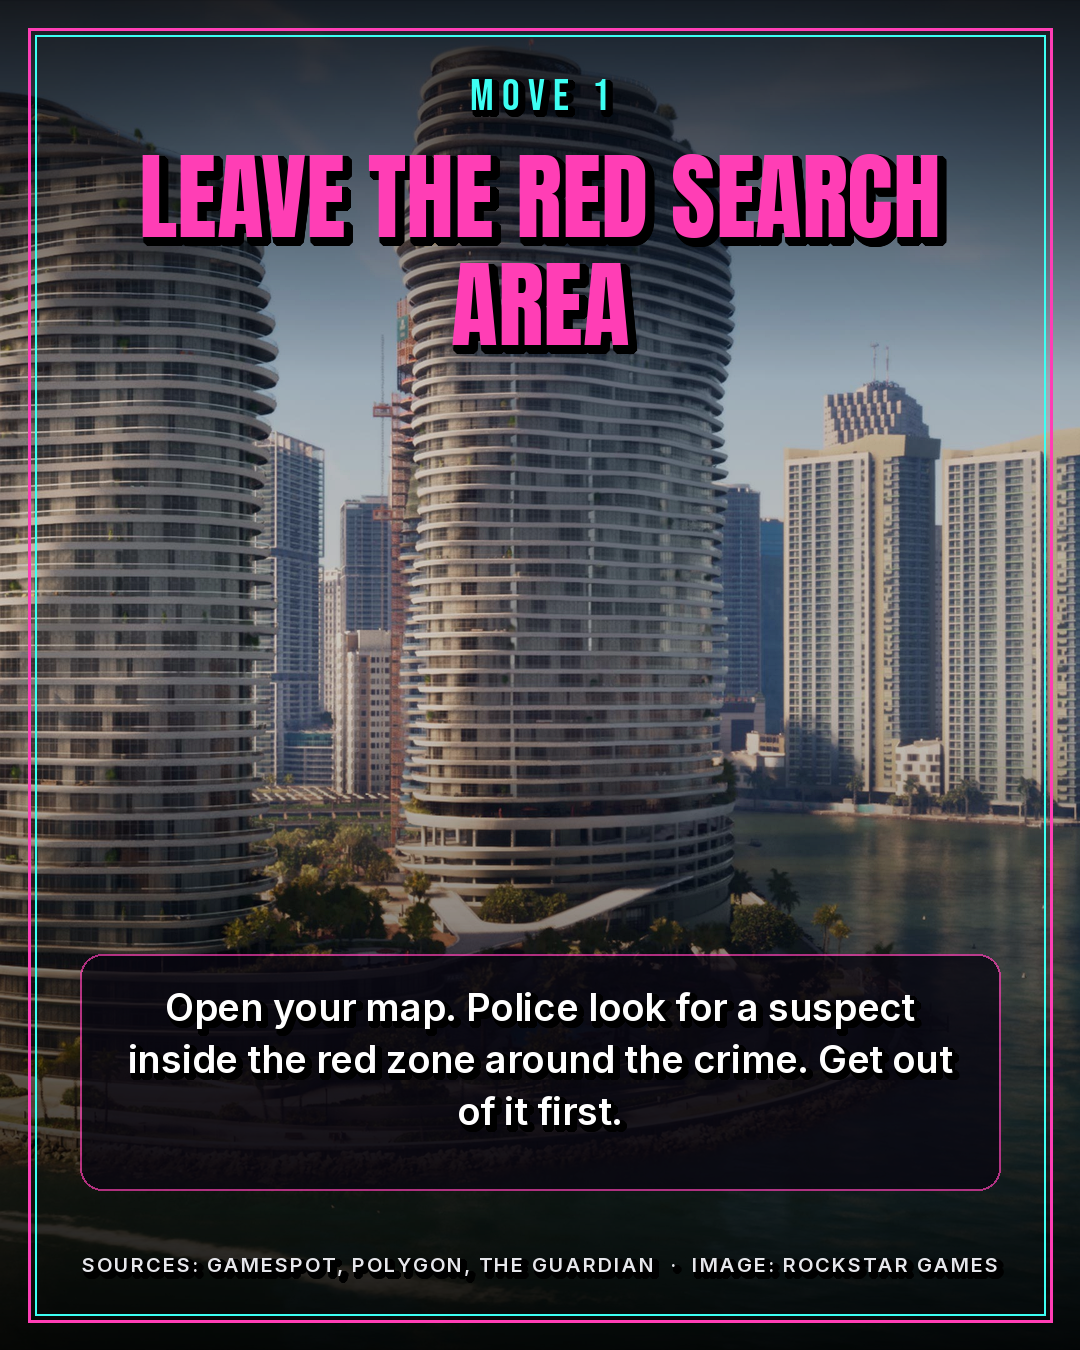 MOVE 1
LEAVE THE RED SEARCH
AREA
Open your map. Police look for a suspect
inside the red zone around the crime. Get out
of it first.
SOURCES: GAMESPOT, POLYGON, THE GUARDIAN · IMAGE: ROCKSTAR GAMES